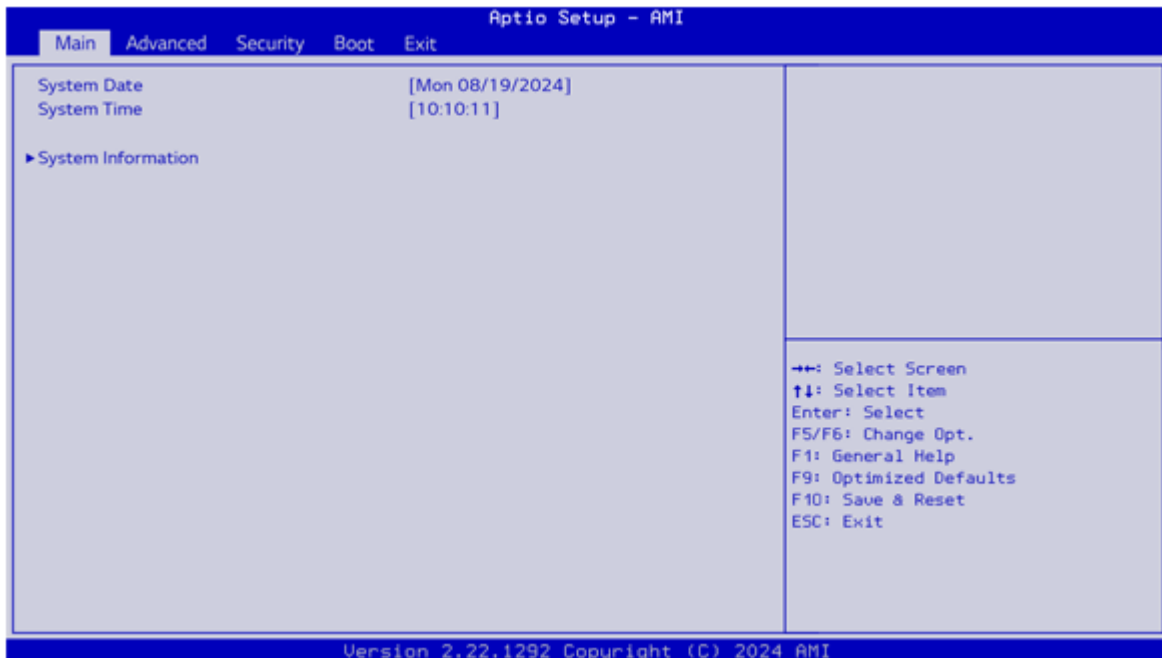 Aptio Setup - AMI
Main Advanced Security Boot Exit
System Date [Mon 08/19/2024]
System Time [10:10:11]
►System Information
→←: Select Screen
↑↓: Select Item
Enter: Select
F5/F6: Change Opt.
F1: General Help
F9: Optimized Defaults
F10: Save & Reset
ESC: Exit
Version 2.22.1292 Copyright (C) 2024 AMI